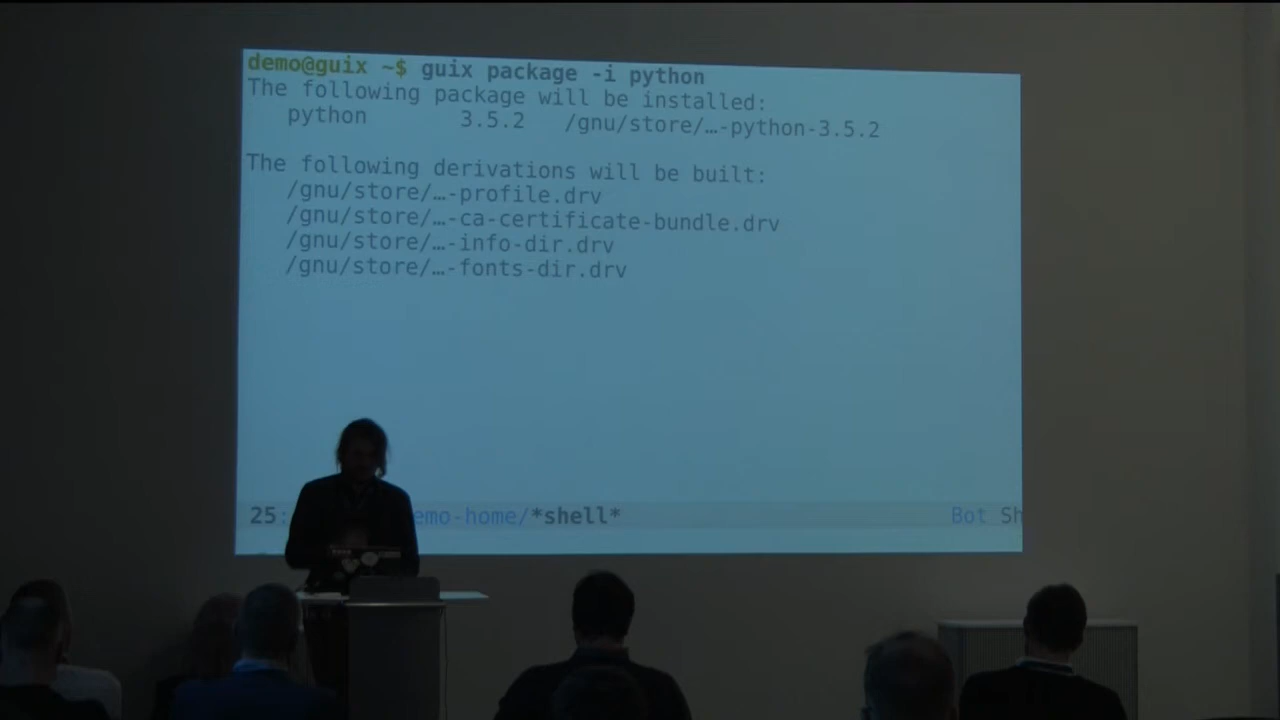 demo@guix ~$ guix package -i python
The following package will be installed:
python 3.5.2 /gnu/store/…-python-3.5.2
The following derivations will be built:
/gnu/store/…-profile.drv
/gnu/store/…-ca-certificate-bundle.drv
/gnu/store/…-info-dir.drv
/gnu/store/…-fonts-dir.drv
25: emo-home/*shell* Bot Sh